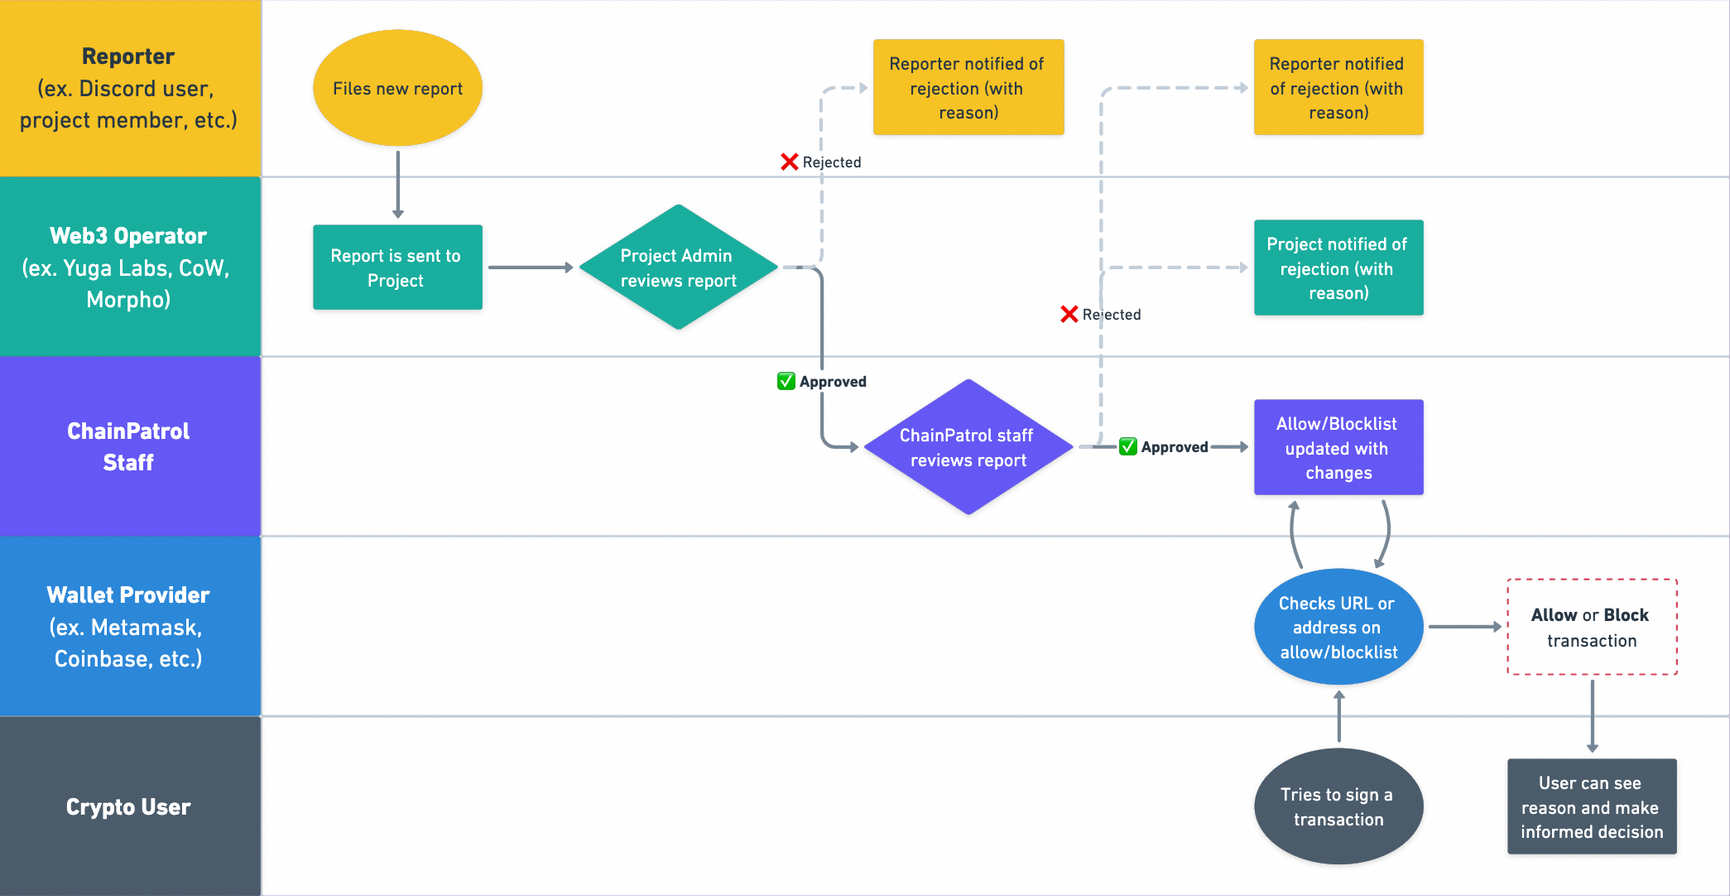 Reporter
(ex. Discord user,
project member, etc.)
Files new report
Reporter notified of
rejection (with
reason)
Reporter notified
of rejection (with
reason)
❌ Rejected
Web3 Operator
(ex. Yuga Labs, CoW,
Morpho)
Report is sent to
Project
Project Admin
reviews report
Project notified of
rejection (with
reason)
❌ Rejected
✅ Approved
ChainPatrol
Staff
ChainPatrol staff
reviews report
✅ Approved
Allow/Blocklist
updated with
changes
Wallet Provider
(ex. Metamask,
Coinbase, etc.)
Checks URL or
address on
allow/blocklist
Allow or Block
transaction
Crypto User
Tries to sign a
transaction
User can see
reason and make
informed decision